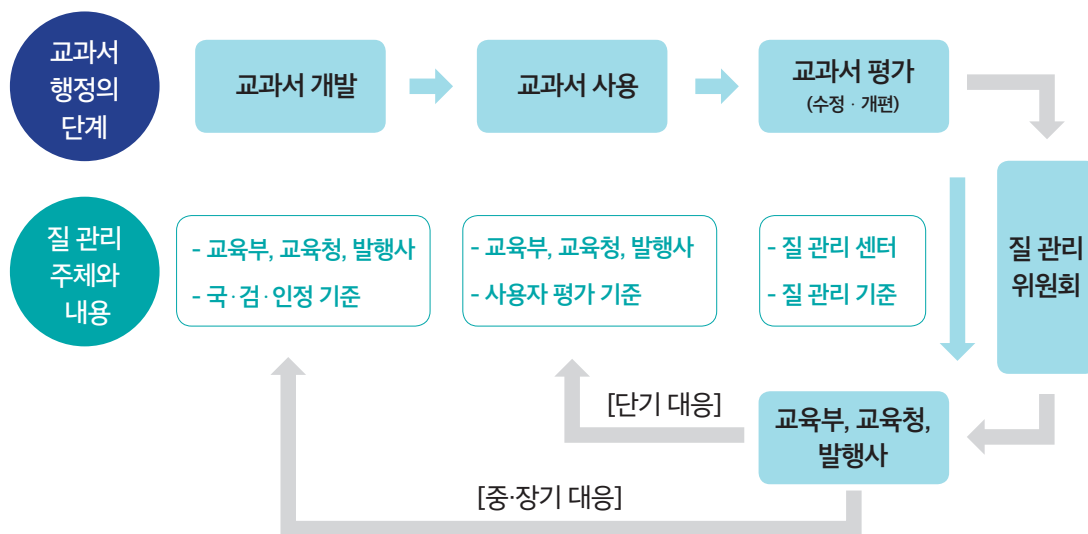 교과서
행정의
단계
교과서 개발
교과서 사용
교과서 평가
(수정 · 개편)
질 관리
주체와
내용
- 교육부, 교육청, 발행사
- 국·검·인정 기준
- 교육부, 교육청, 발행사
- 사용자 평가 기준
- 질 관리 센터
- 질 관리 기준
질 관리
위원회
[단기 대응]
교육부, 교육청,
발행사
[중·장기 대응]